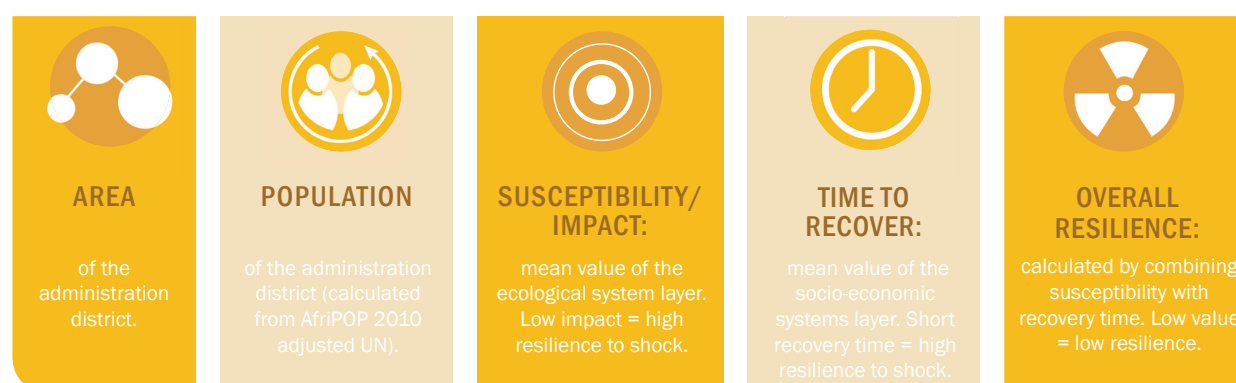 AREA
of the
administration
district.
POPULATION
of the administration
district (calculated
from AfriPOP 2010
adjusted UN).
SUSCEPTIBILITY/
IMPACT:
mean value of the
ecological system layer.
Low impact = high
resilience to shock.
TIME TO
RECOVER:
mean value of the
socio-economic
systems layer. Short
recovery time = high
resilience to shock.
OVERALL
RESILIENCE:
calculated by combining
susceptibility with
recovery time. Low value
= low resilience.